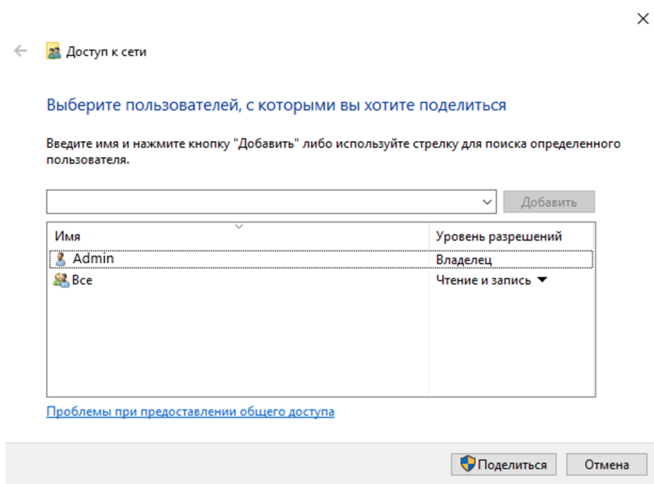 Доступ к сети
Выберите пользователей, с которыми вы хотите поделиться
Введите имя и нажмите кнопку "Добавить" либо используйте стрелку для поиска определенного
пользователя.
Добавить
Имя Уровень разрешений
Admin Владелец
Все Чтение и запись
Проблемы при предоставлении общего доступа
Поделиться Отмена